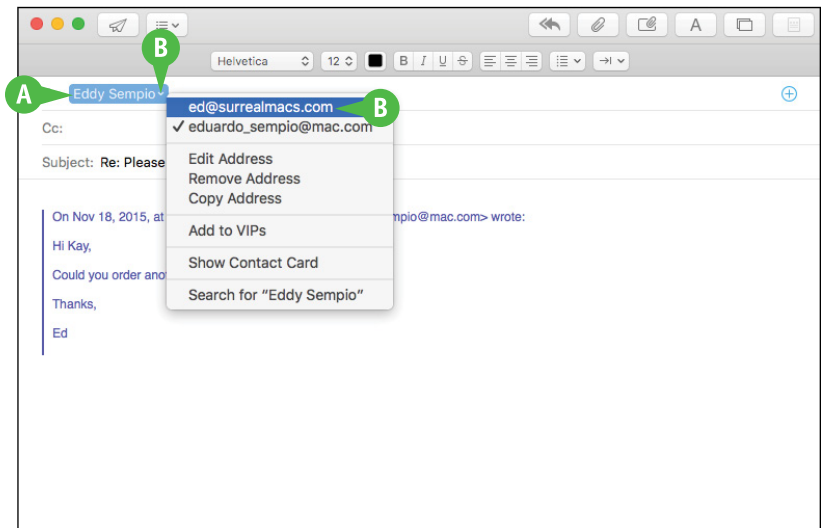 B
Helvetica 12 B I U S
A Eddy Sempio
ed@surrealmacs.com B
Cc: ✓ eduardo_sempio@mac.com
Subject: Re: Please
Edit Address
Remove Address
Copy Address
Add to VIPs
Show Contact Card
Search for “Eddy Sempio”
On Nov 18, 2015, at mpio@mac.com> wrote:
Hi Kay,
Could you order ano
Thanks,
Ed